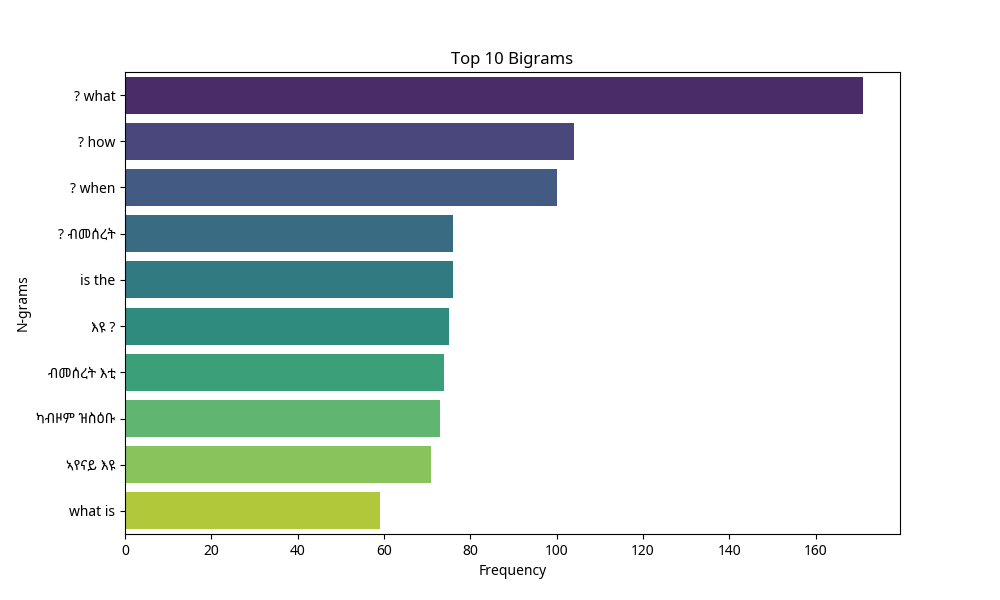 Top 10 Bigrams
? what
? how
? when
? ብመሰረት
is the
እዩ ?
ብመሰረት እቲ
ካብዞም ዝስዕቡ
ኣየናይ እዩ
what is
N-grams
0 20 40 60 80 100 120 140 160
Frequency